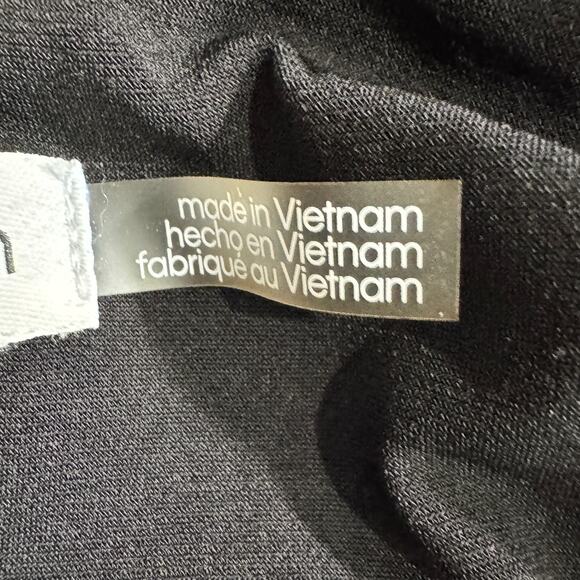 made in Vietnam
hecho en Vietnam
fabriqué au Vietnam